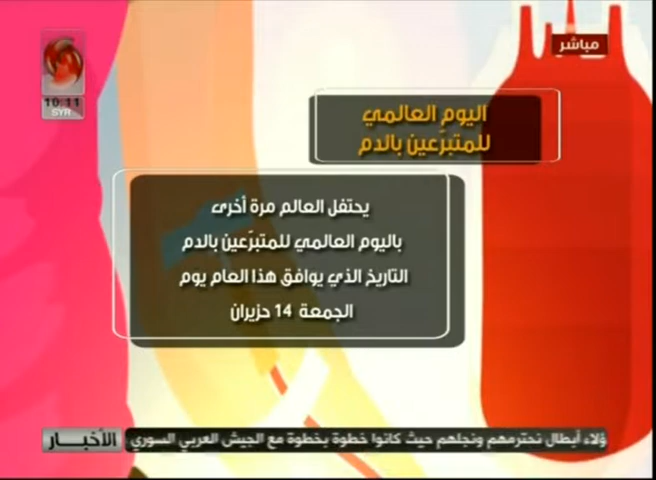 مباشر
10:11
SYR
اليوم العالمي
للمتبرّعين بالدم
يحتفل العالم مرة أخرى
باليوم العالمي للمتبرّعين بالدم
التاريخ الذي يوافق هذا العام يوم
الجمعة 14 حزيران
الأخبار
ؤلاء أبطال نحترمهم ونجلهم حيث كانوا خطوة بخطوة مع الجيش العربي السوري